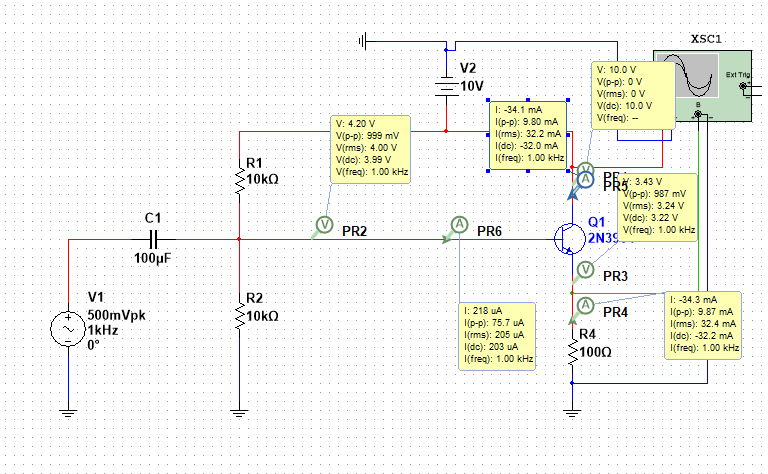 XSC1
Ext Trig
B
V2
10V
V: 10.0 V
V(p-p): 0 V
V(rms): 0 V
V(dc): 10.0 V
V(freq): --
I: -34.1 mA
I(p-p): 9.80 mA
I(rms): 32.2 mA
I(dc): -32.0 mA
I(freq): 1.00 kHz
V: 4.20 V
V(p-p): 999 mV
V(rms): 4.00 V
V(dc): 3.99 V
V(freq): 1.00 kHz
R1
10kΩ
V
A
PR5
V: 3.43 V
V(p-p): 987 mV
V(rms): 3.24 V
V(dc): 3.22 V
V(freq): 1.00 kHz
C1
100µF
V
PR2
A
PR6
Q1
2N39
V
PR3
V1
500mVpk
1kHz
0°
R2
10kΩ
I: 218 uA
I(p-p): 75.7 uA
I(rms): 205 uA
I(dc): 203 uA
I(freq): 1.00 kHz
A
PR4
I: -34.3 mA
I(p-p): 9.87 mA
I(rms): 32.4 mA
I(dc): -32.2 mA
I(freq): 1.00 kHz
R4
100Ω